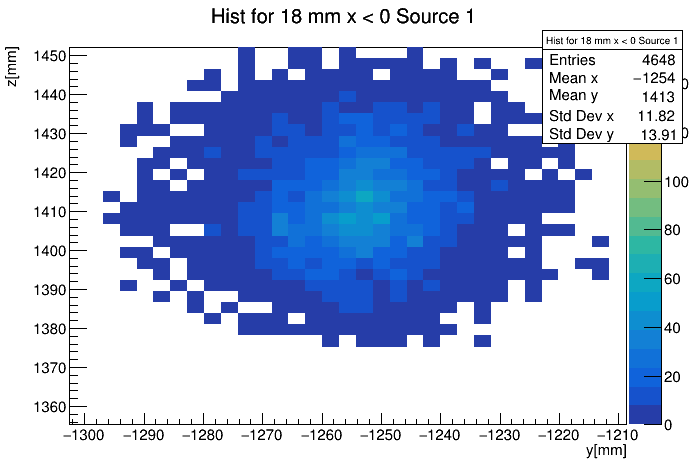 Hist for 18 mm x < 0 Source 1
z[mm]
Hist for 18 mm x < 0 Source 1
Entries 4648
Mean x −1254
Mean y 1413
Std Dev x 11.82
Std Dev y 13.91
1450
1440
1430
1420
1410
1400
1390
1380
1370
1360
100
80
60
40
20
0
−1300 −1290 −1280 −1270 −1260 −1250 −1240 −1230 −1220 −1210
y[mm]